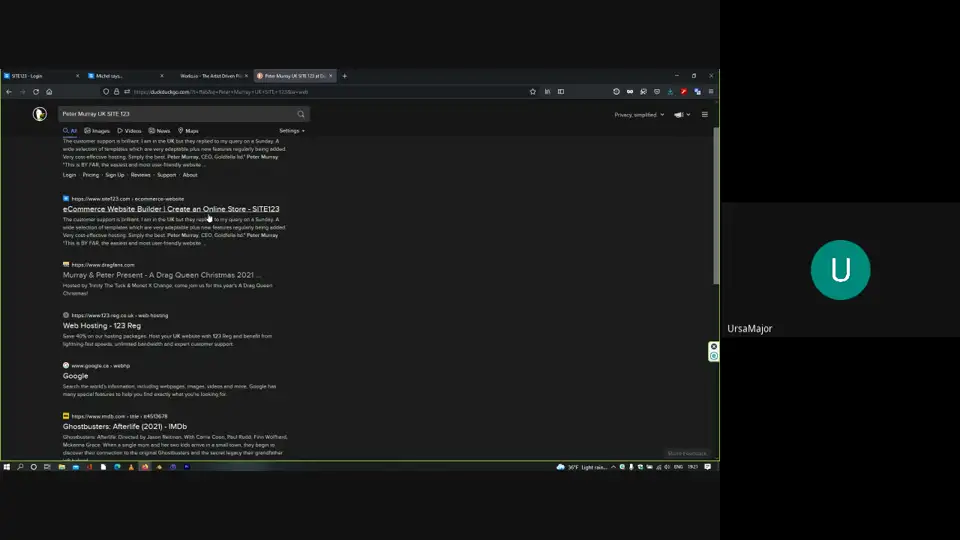 SITE123 - Login
Michel says...
Works.io - The Artist Driven Pl
Peter Murray UK SITE 123 at D
https://duckduckgo.com/
Peter Murray UK SITE 123
Privacy, simplified.
All
Images
Videos
News
Maps
Settings
The customer support is brilliant. I am in the UK but they replied to my query on a Sunday. A
wide selection of templates which are very adaptable plus new features regularly being added
Very cost-effective hosting. Simply the best. Peter Murray, CEO, Goldlelle ltd." Peter Murray
"This is BY FAR, the easiest and most user-friendly website ...
Login · Pricing · Sign Up · Reviews · Support · About
https://www.site123.com › ecommerce-website
eCommerce Website Builder | Create an Online Store - SITE123
The customer support is brilliant. I am in the UK but they replied to my query on a Sunday. A
wide selection of templates which are very adaptable plus new features regularly being added
Very cost-effective hosting. Simply the best. Peter Murray, CEO, Goldlelle ltd." Peter Murray
"This is BY FAR, the easiest and most user-friendly website ...
https://www.dragfans.com
Murray & Peter Present - A Drag Queen Christmas 2021 ...
Hosted by Trinity The Tuck & Monet X Change, come join us for this year's A Drag Queen
Christmas!
https://www.123-reg.co.uk › web-hosting
Web Hosting - 123 Reg
Save 40% on our hosting packages. Host your UK website with 123 Reg and benefit from
lightning-fast speeds, unlimited bandwidth and expert customer support.
www.google.ca › webhp
Google
Search the world's information, including webpages, images, videos and more. Google has
many special features to help you find exactly what you're looking for.
https://www.imdb.com › title › tt4513678
Ghostbusters: Afterlife (2021) - IMDb
Ghostbusters: Afterlife: Directed by Jason Reitman. With Carrie Coon, Paul Rudd, Finn Wolfhard,
Mckenna Grace. When a single mom and her two kids arrive in a small town, they begin to
discover their connection to the original Ghostbusters and the secret legacy their grandfather
left behind.
Share Feedback
36°F Light rain...
ENG
19:21
U
UrsaMajor